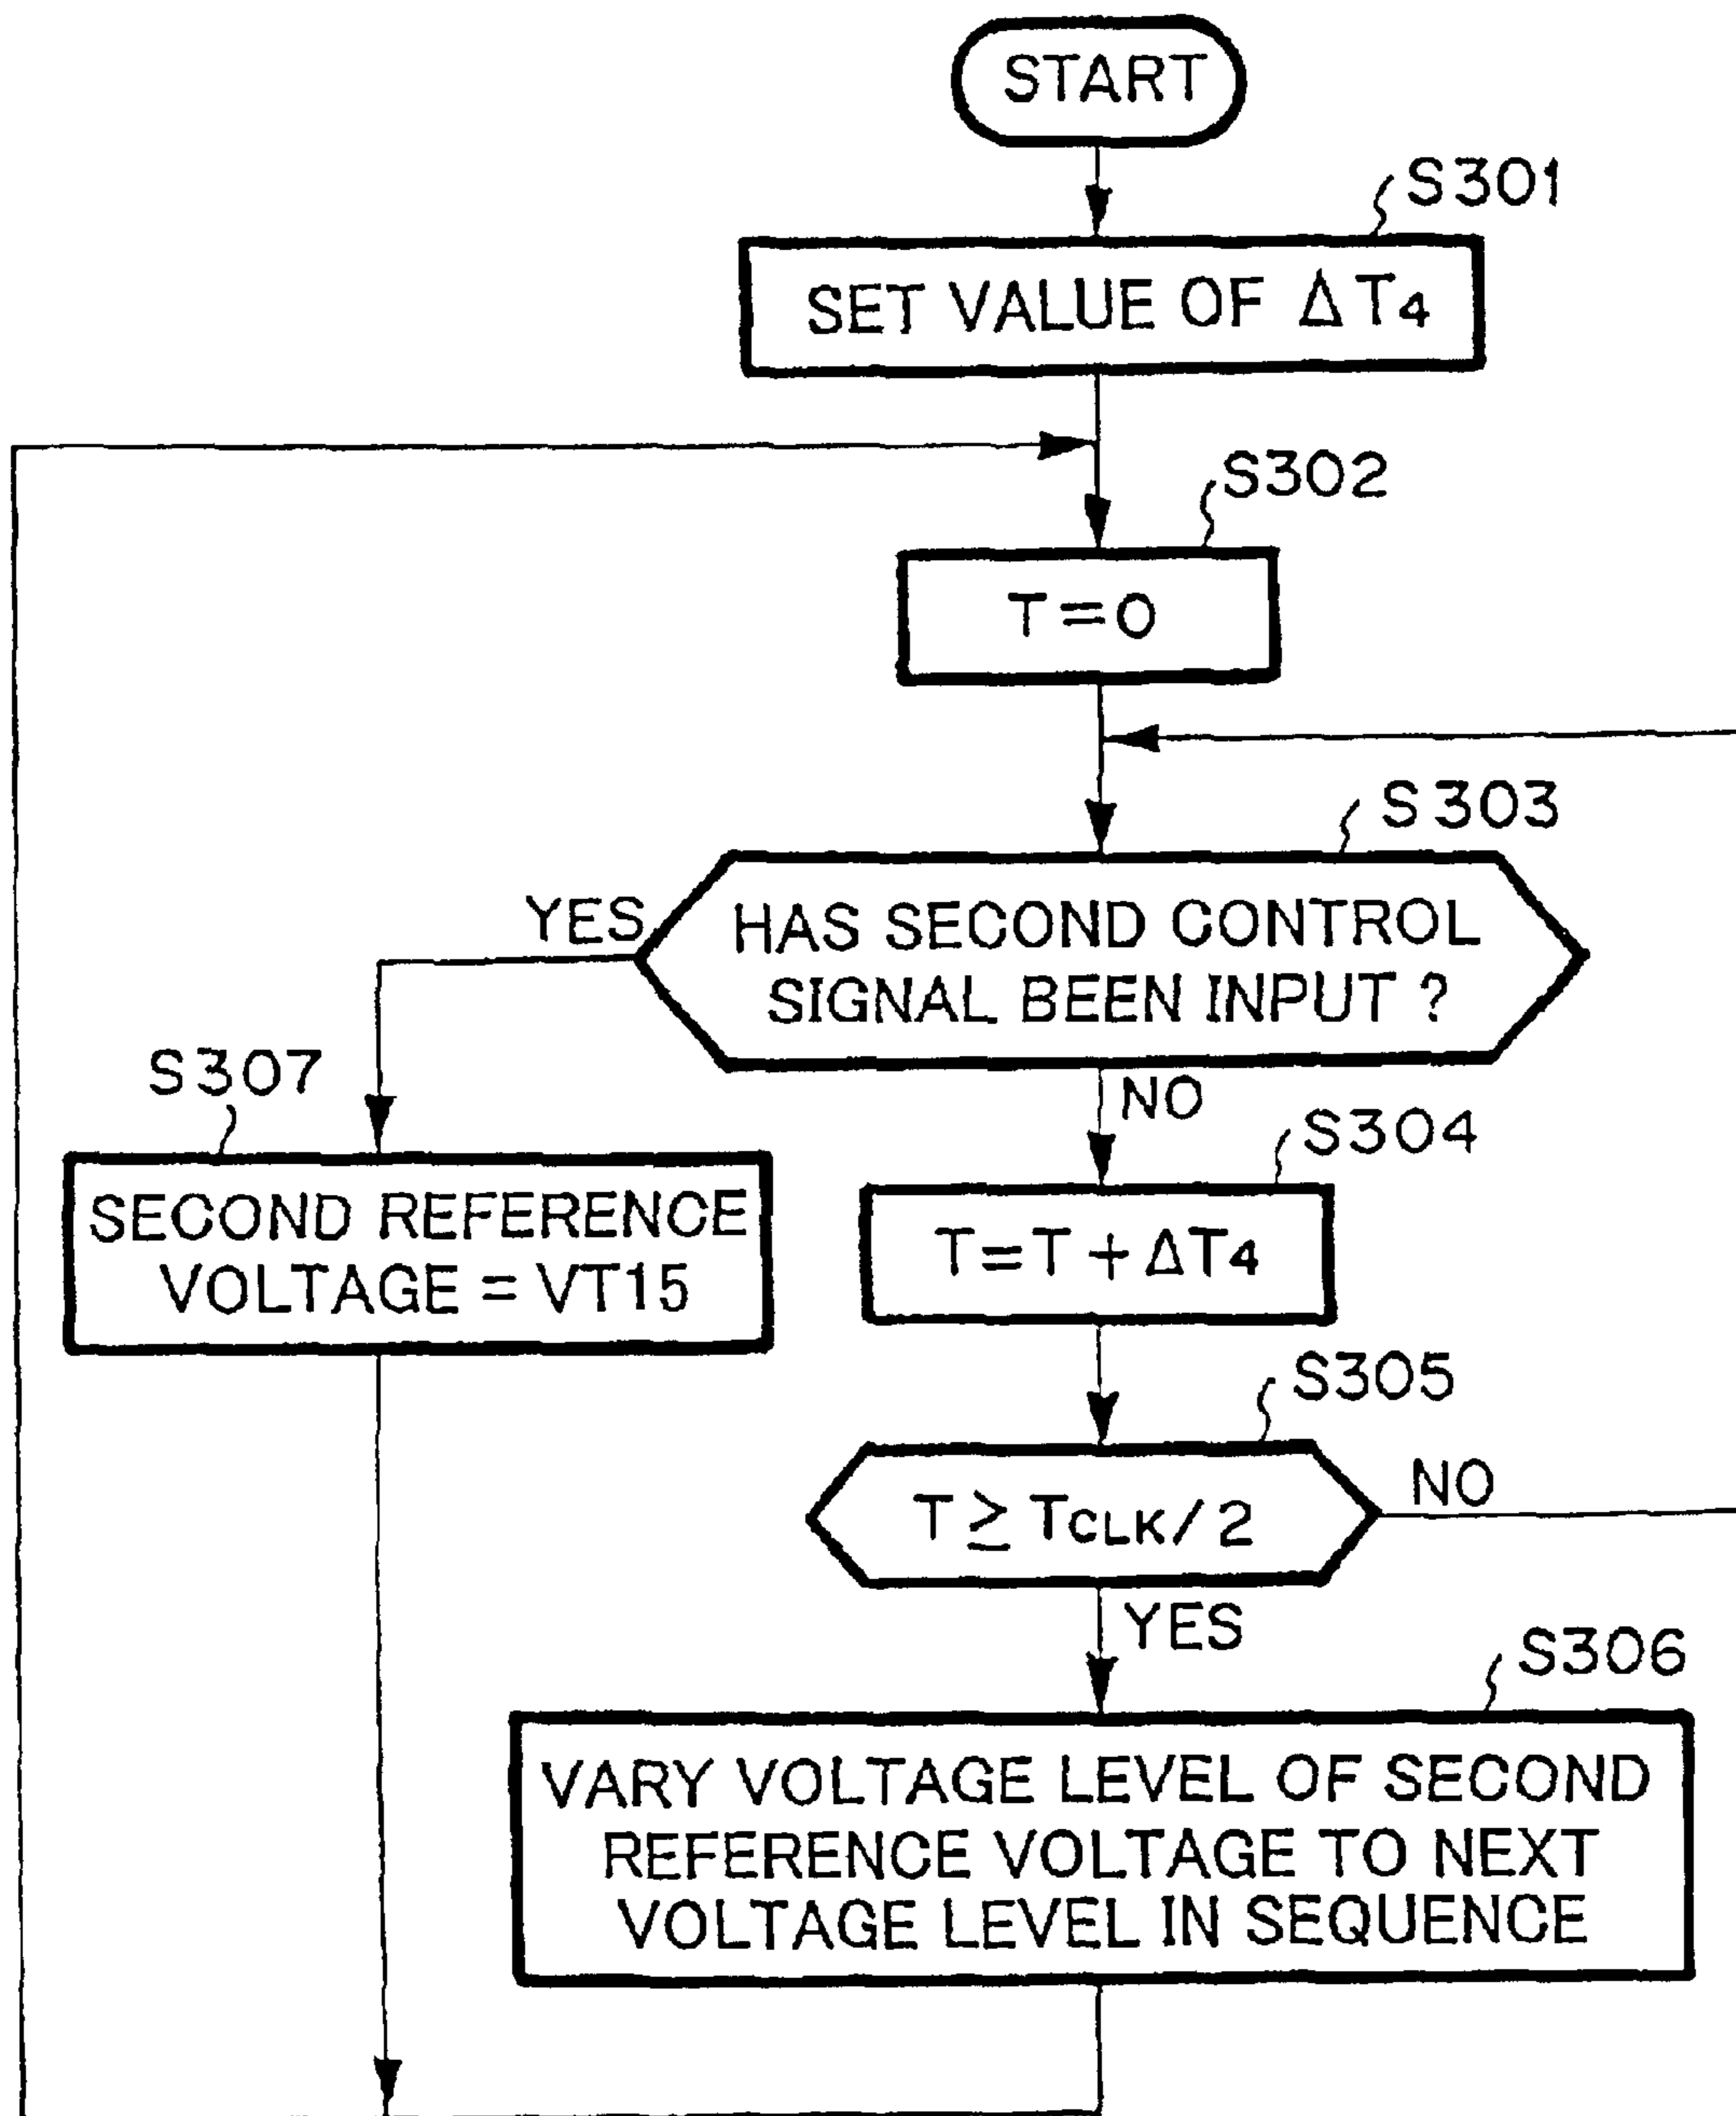 START
S301
SET VALUE OF ΔT4
S302
T=0
S303
YES
HAS SECOND CONTROL
SIGNAL BEEN INPUT ?
S307
NO
S304
SECOND REFERENCE
VOLTAGE = VT15
T=T+ΔT4
S305
T≥TCLK/2
NO
YES
S306
VARY VOLTAGE LEVEL OF SECOND
REFERENCE VOLTAGE TO NEXT
VOLTAGE LEVEL IN SEQUENCE